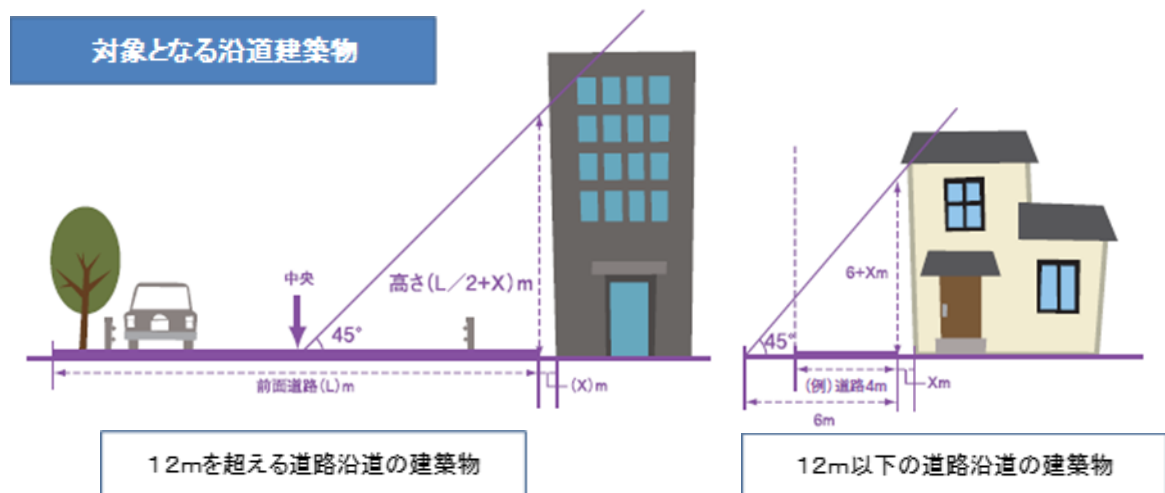 対象となる沿道建築物
中央
高さ(L／2+X)m
45°
前面道路(L)m
(X)m
12mを超える道路沿道の建築物
6+Xm
45°
(例)道路4m
Xm
6m
12m以下の道路沿道の建築物